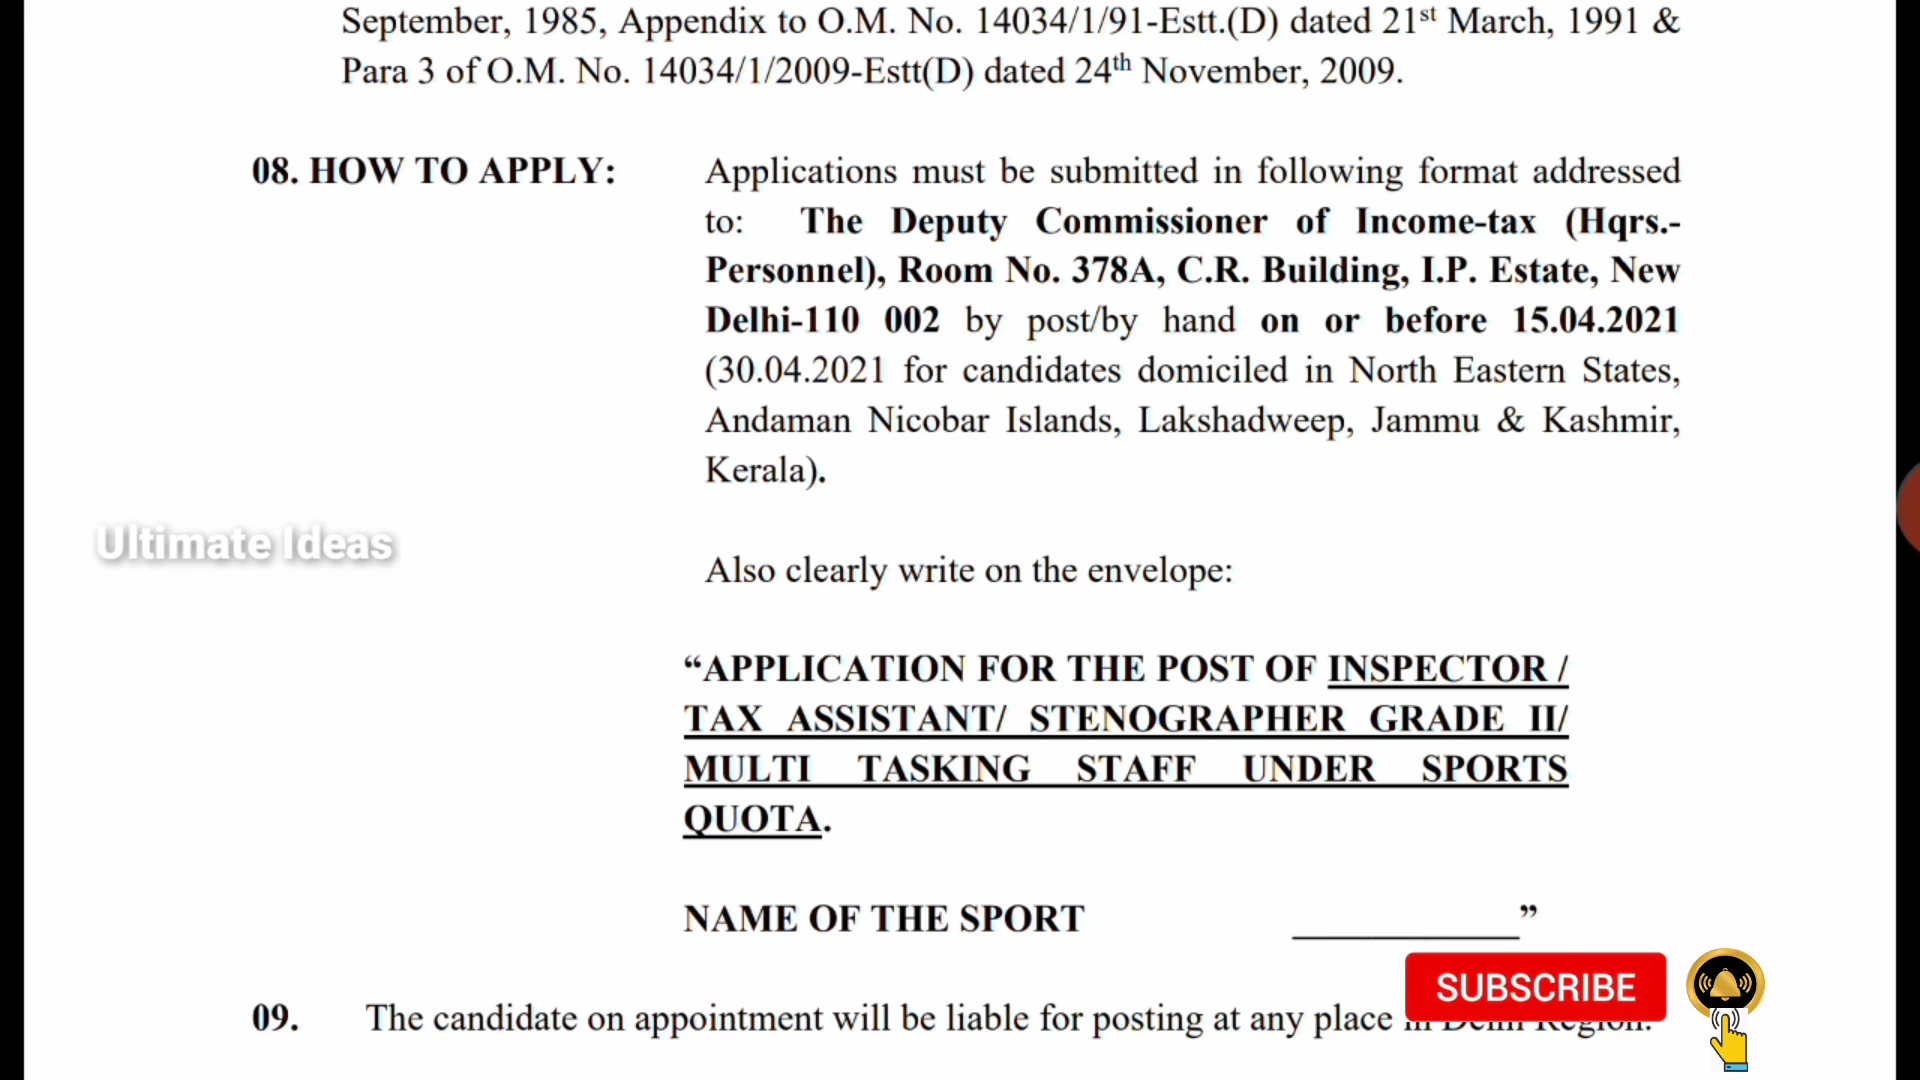 September, 1985, Appendix to O.M. No. 14034/1/91-Estt.(D) dated 21st March, 1991 &
Para 3 of O.M. No. 14034/1/2009-Estt(D) dated 24th November, 2009.
08. HOW TO APPLY: Applications must be submitted in following format addressed
to: The Deputy Commissioner of Income-tax (Hqrs.-
Personnel), Room No. 378A, C.R. Building, I.P. Estate, New
Delhi-110 002 by post/by hand on or before 15.04.2021
(30.04.2021 for candidates domiciled in North Eastern States,
Andaman Nicobar Islands, Lakshadweep, Jammu & Kashmir,
Kerala).
Ultimate Ideas
Also clearly write on the envelope:
“APPLICATION FOR THE POST OF INSPECTOR /
TAX ASSISTANT/ STENOGRAPHER GRADE II/
MULTI TASKING STAFF UNDER SPORTS
QUOTA.
NAME OF THE SPORT ____________”
SUBSCRIBE
09. The candidate on appointment will be liable for posting at any place in Delhi Region.